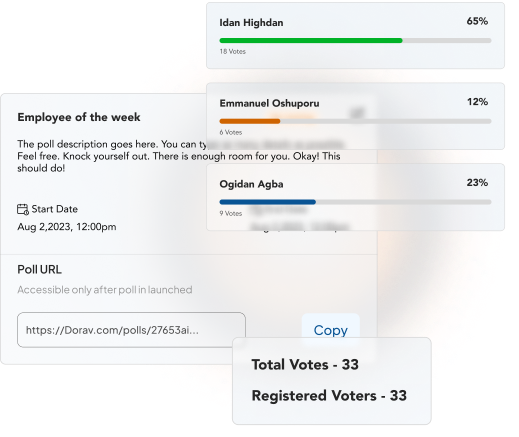 Idan Highdan
65%
18 Votes
Emmanuel Oshuporu
12%
6 Votes
Ogidan Agba
23%
9 Votes
Employee of the week
The poll description goes here. You can ty
Feel free. Knock yourself out. There is enough room for you. Okay! This
should do!
Start Date
Aug 2,2023, 12:00pm
Poll URL
Accessible only after poll in launched
https://Dorav.com/polls/27653ai...
Copy
Total Votes - 33
Registered Voters - 33